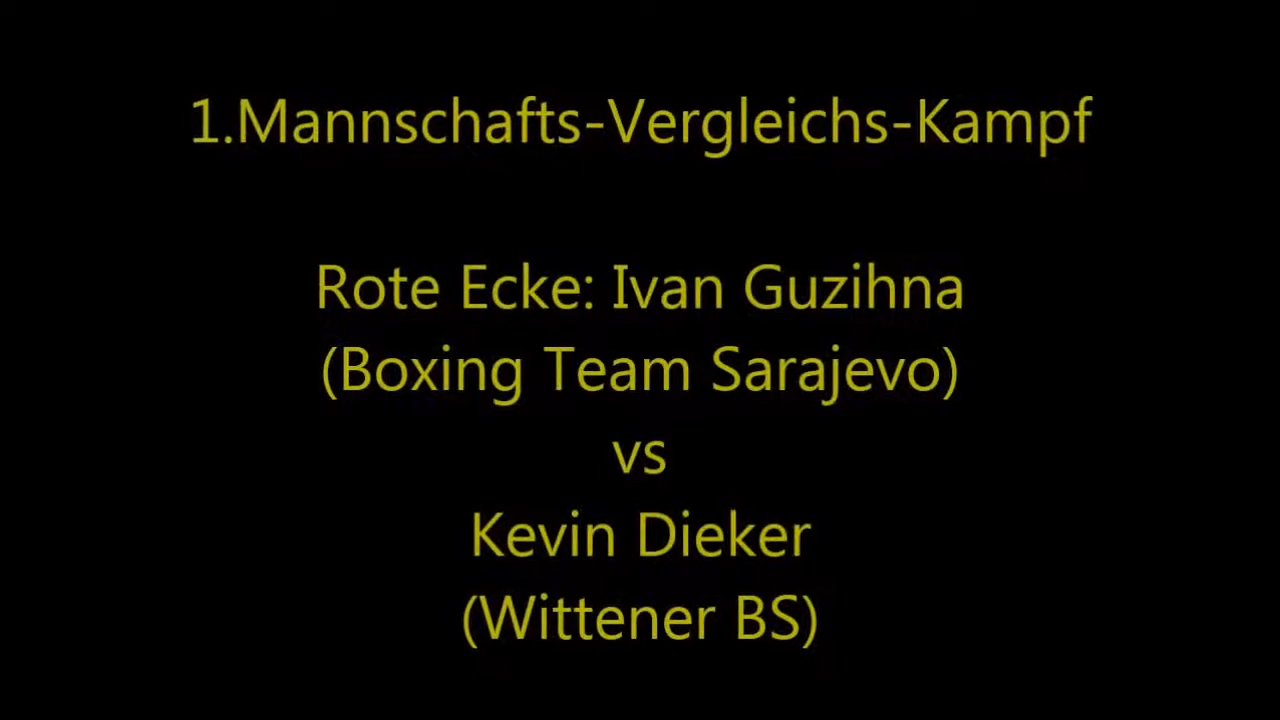 1.Mannschafts-Vergleichs-Kampf
Rote Ecke: Ivan Guzihna
(Boxing Team Sarajevo)
vs
Kevin Dieker
(Wittener BS)